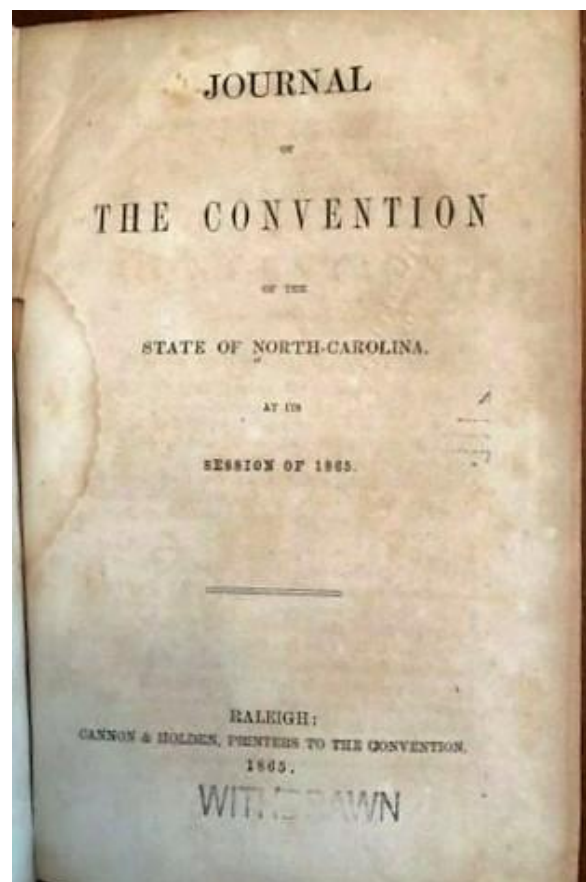 JOURNAL
OF
THE CONVENTION
OF THE
STATE OF NORTH-CAROLINA,
AT ITS
SESSION OF 1865.
RALEIGH:
CANNON & HOLDEN, PRINTERS TO THE CONVENTION,
1865.
WITHDRAWN